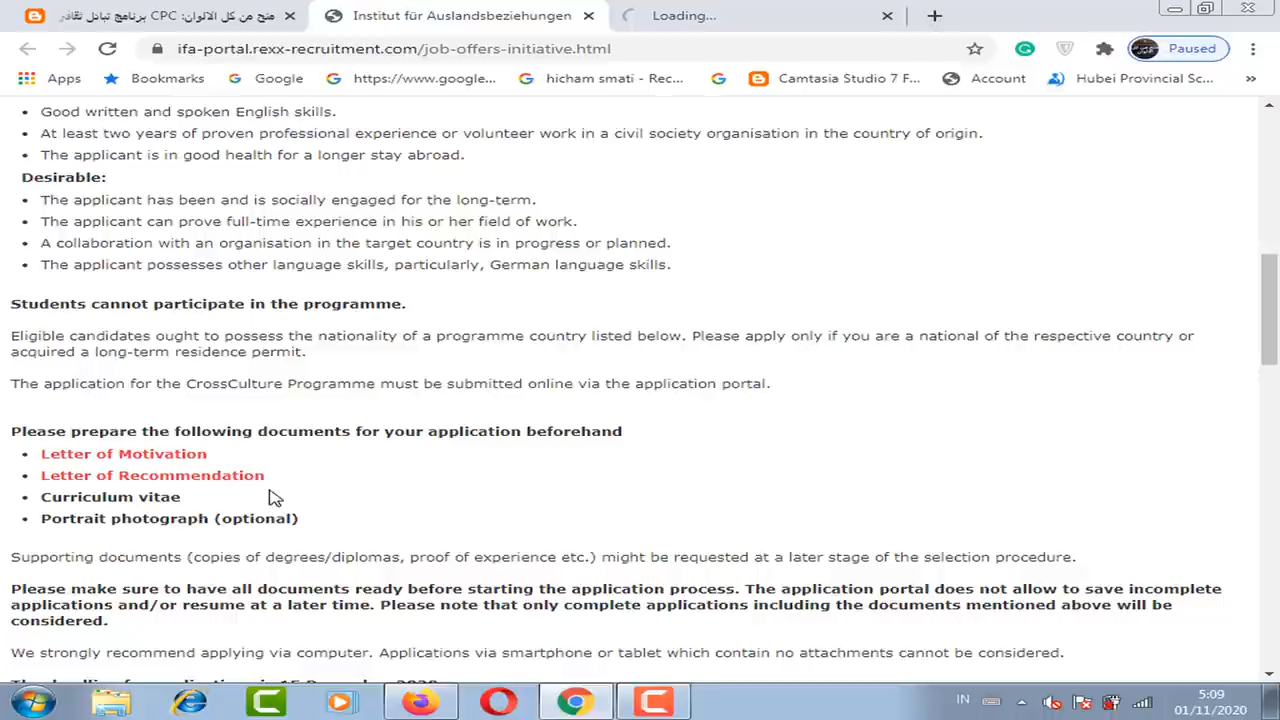 منح من كل الالوان: CPC برنامج تبادل ثقافي
Institut für Auslandsbeziehungen
Loading...
ifa-portal.rexx-recruitment.com/job-offers-initiative.html
Paused
Apps
Bookmarks
Google
https://www.google...
hicham smati - Rec...
Camtasia Studio 7 F...
Account
Hubei Provincial Sc...
»
• Good written and spoken English skills.
• At least two years of proven professional experience or volunteer work in a civil society organisation in the country of origin.
• The applicant is in good health for a longer stay abroad.
Desirable:
• The applicant has been and is socially engaged for the long-term.
• The applicant can prove full-time experience in his or her field of work.
• A collaboration with an organisation in the target country is in progress or planned.
• The applicant possesses other language skills, particularly, German language skills.
Students cannot participate in the programme.
Eligible candidates ought to possess the nationality of a programme country listed below. Please apply only if you are a national of the respective country or
acquired a long-term residence permit.
The application for the CrossCulture Programme must be submitted online via the application portal.
Please prepare the following documents for your application beforehand
• Letter of Motivation
• Letter of Recommendation
• Curriculum vitae
• Portrait photograph (optional)
Supporting documents (copies of degrees/diplomas, proof of experience etc.) might be requested at a later stage of the selection procedure.
Please make sure to have all documents ready before starting the application process. The application portal does not allow to save incomplete
applications and/or resume at a later time. Please note that only complete applications including the documents mentioned above will be
considered.
We strongly recommend applying via computer. Applications via smartphone or tablet which contain no attachments cannot be considered.
IN
5:09
01/11/2020